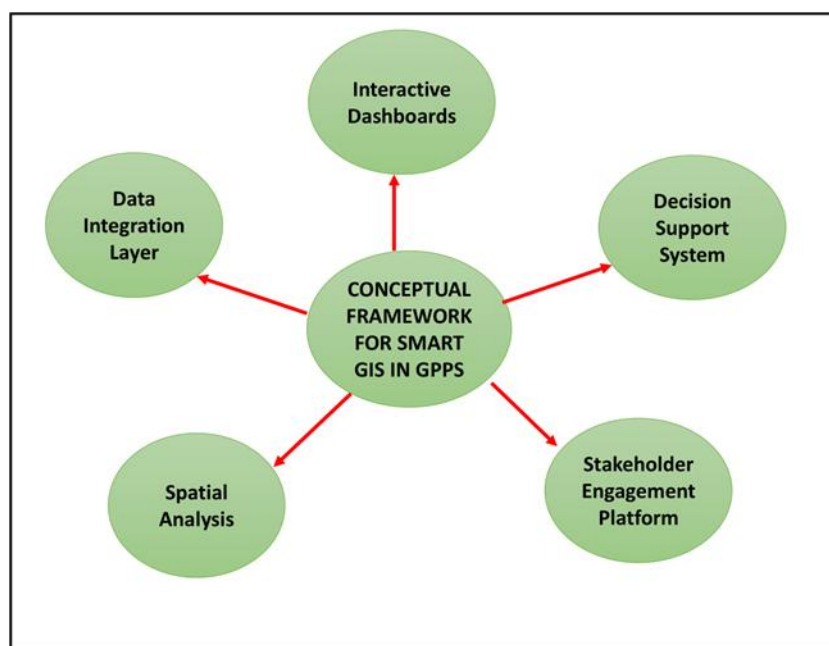 Interactive
Dashboards
Data
Integration
Layer
Decision
Support
System
CONCEPTUAL
FRAMEWORK
FOR SMART
GIS IN GPPS
Spatial
Analysis
Stakeholder
Engagement
Platform